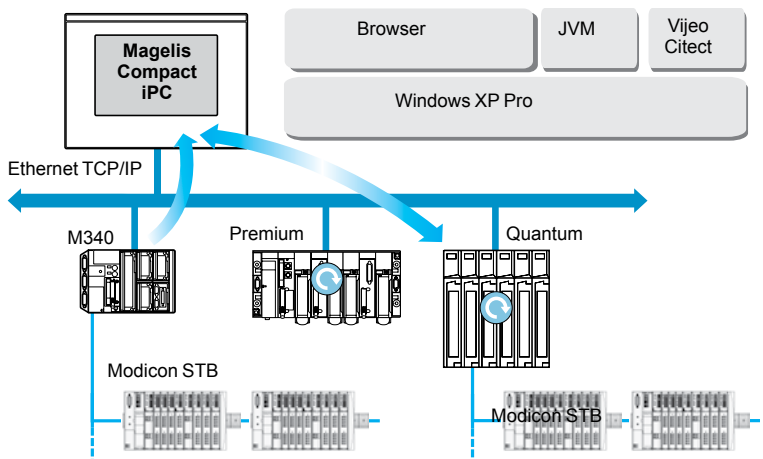 Magelis
Compact
iPC
Browser
JVM
Vijeo
Citect
Windows XP Pro
Ethernet TCP/IP
M340
Premium
Quantum
Modicon STB
Modicon STB